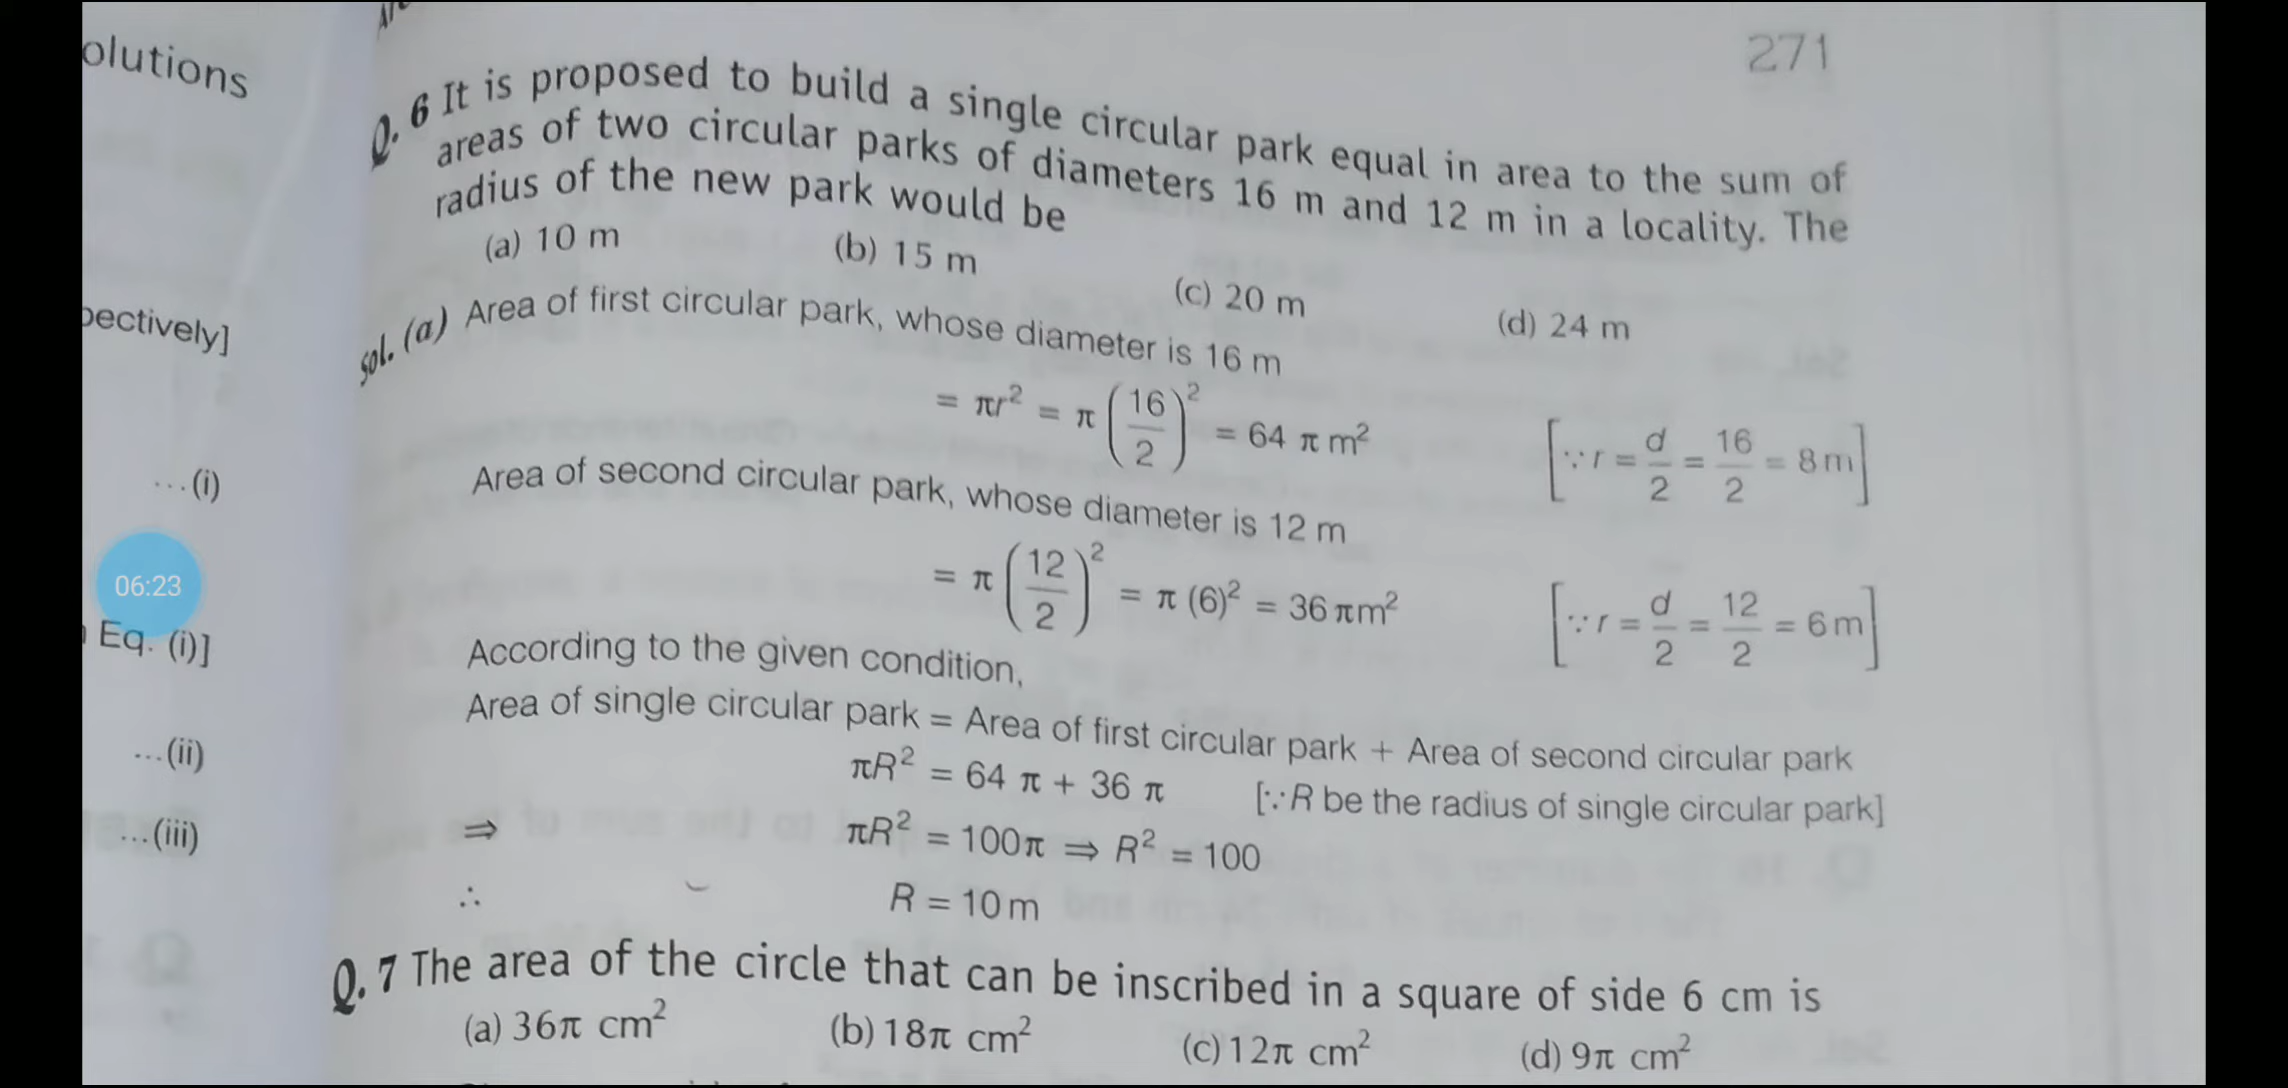 271
olutions
pectively]
...(i)
06:23
Eq. (i)]
...(ii)
...(iii)
Q. 6 It is proposed to build a single circular park equal in area to the sum of
areas of two circular parks of diameters 16 m and 12 m in a locality. The
radius of the new park would be
(a) 10 m (b) 15 m (c) 20 m (d) 24 m
Sol. (a) Area of first circular park, whose diameter is 16 m
= πr² = π (16/2)² = 64 π m² [∵ r = d/2 = 16/2 = 8 m]
Area of second circular park, whose diameter is 12 m
= π (12/2)² = π (6)² = 36 πm² [∵ r = d/2 = 12/2 = 6 m]
According to the given condition,
Area of single circular park = Area of first circular park + Area of second circular park
πR² = 64 π + 36 π [∵ R be the radius of single circular park]
⇒ πR² = 100π ⇒ R² = 100
∴ R = 10 m
Q. 7 The area of the circle that can be inscribed in a square of side 6 cm is
(a) 36π cm² (b) 18π cm² (c) 12π cm² (d) 9π cm²